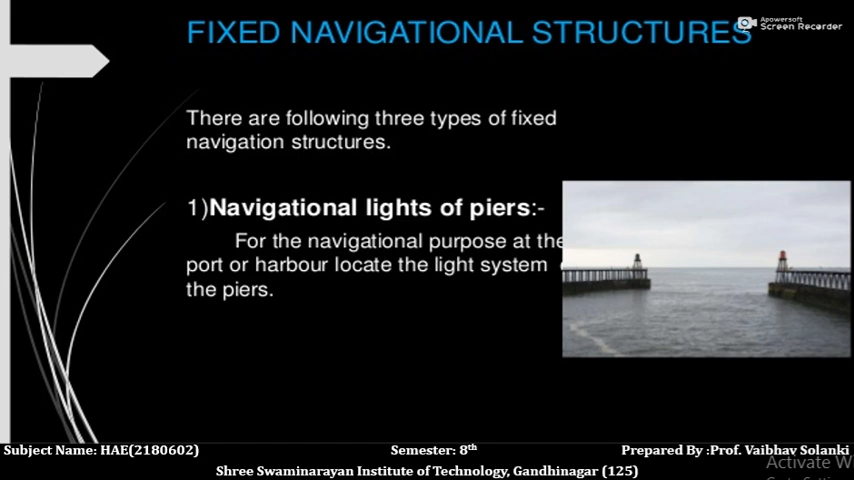 FIXED NAVIGATIONAL STRUCTURES
Apowersoft
Screen Recorder
There are following three types of fixed
navigation structures.
1)Navigational lights of piers:-
For the navigational purpose at the
port or harbour locate the light system
the piers.
Subject Name: HAE(2180602) Semester: 8th Prepared By :Prof. Vaibhav Solanki
Shree Swaminarayan Institute of Technology, Gandhinagar (125)
Activate W